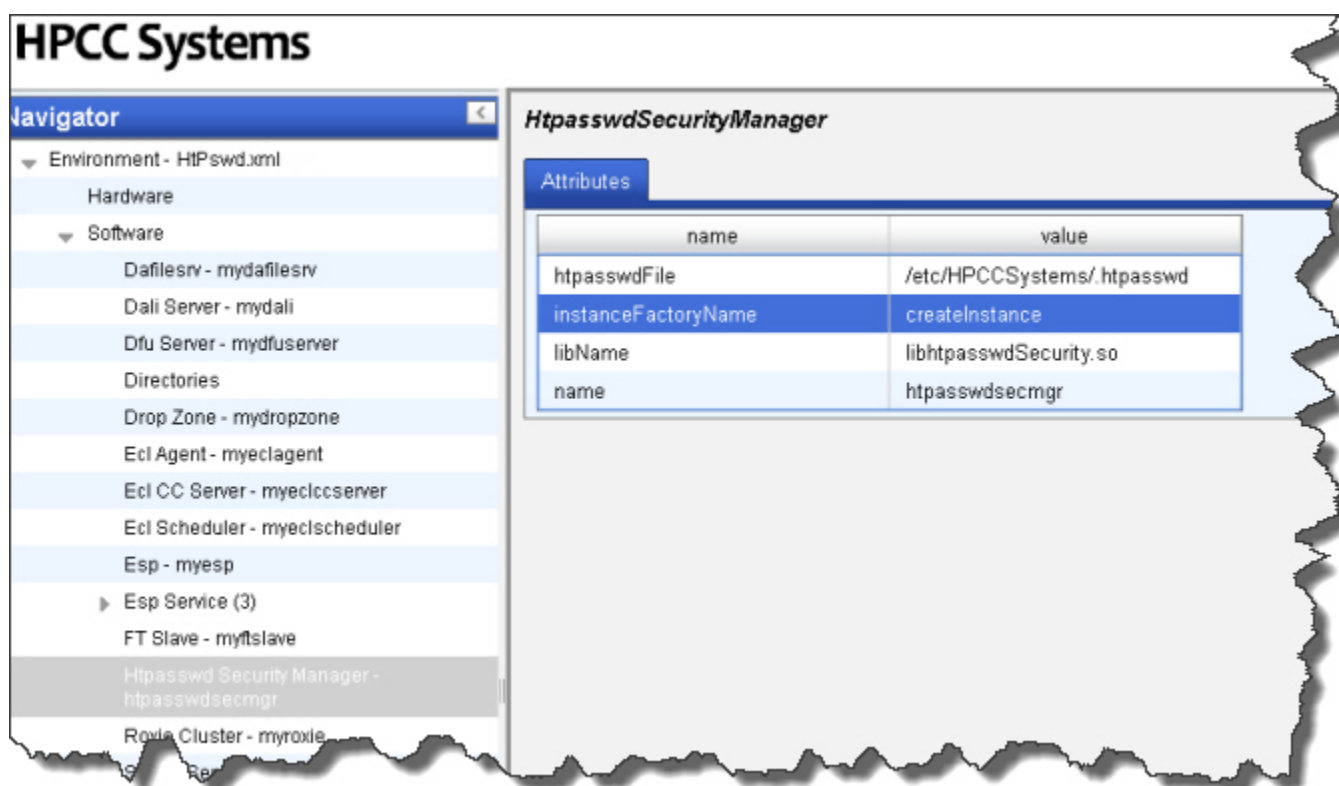 HPCC Systems
Navigator
Environment - HtPswd.xml
Hardware
Software
Dafilesrv - mydafilesrv
Dali Server - mydali
Dfu Server - mydfuserver
Directories
Drop Zone - mydropzone
Ecl Agent - myeclagent
Ecl CC Server - myeclccserver
Ecl Scheduler - myeclscheduler
Esp - myesp
Esp Service (3)
FT Slave - myftslave
Htpasswd Security Manager -
htpasswdsecmgr
Roxie Cluster - myroxie
HtpasswdSecurityManager
Attributes
name value
htpasswdFile /etc/HPCCSystems/.htpasswd
instanceFactoryName createInstance
libName libhtpasswdSecurity.so
name htpasswdsecmgr